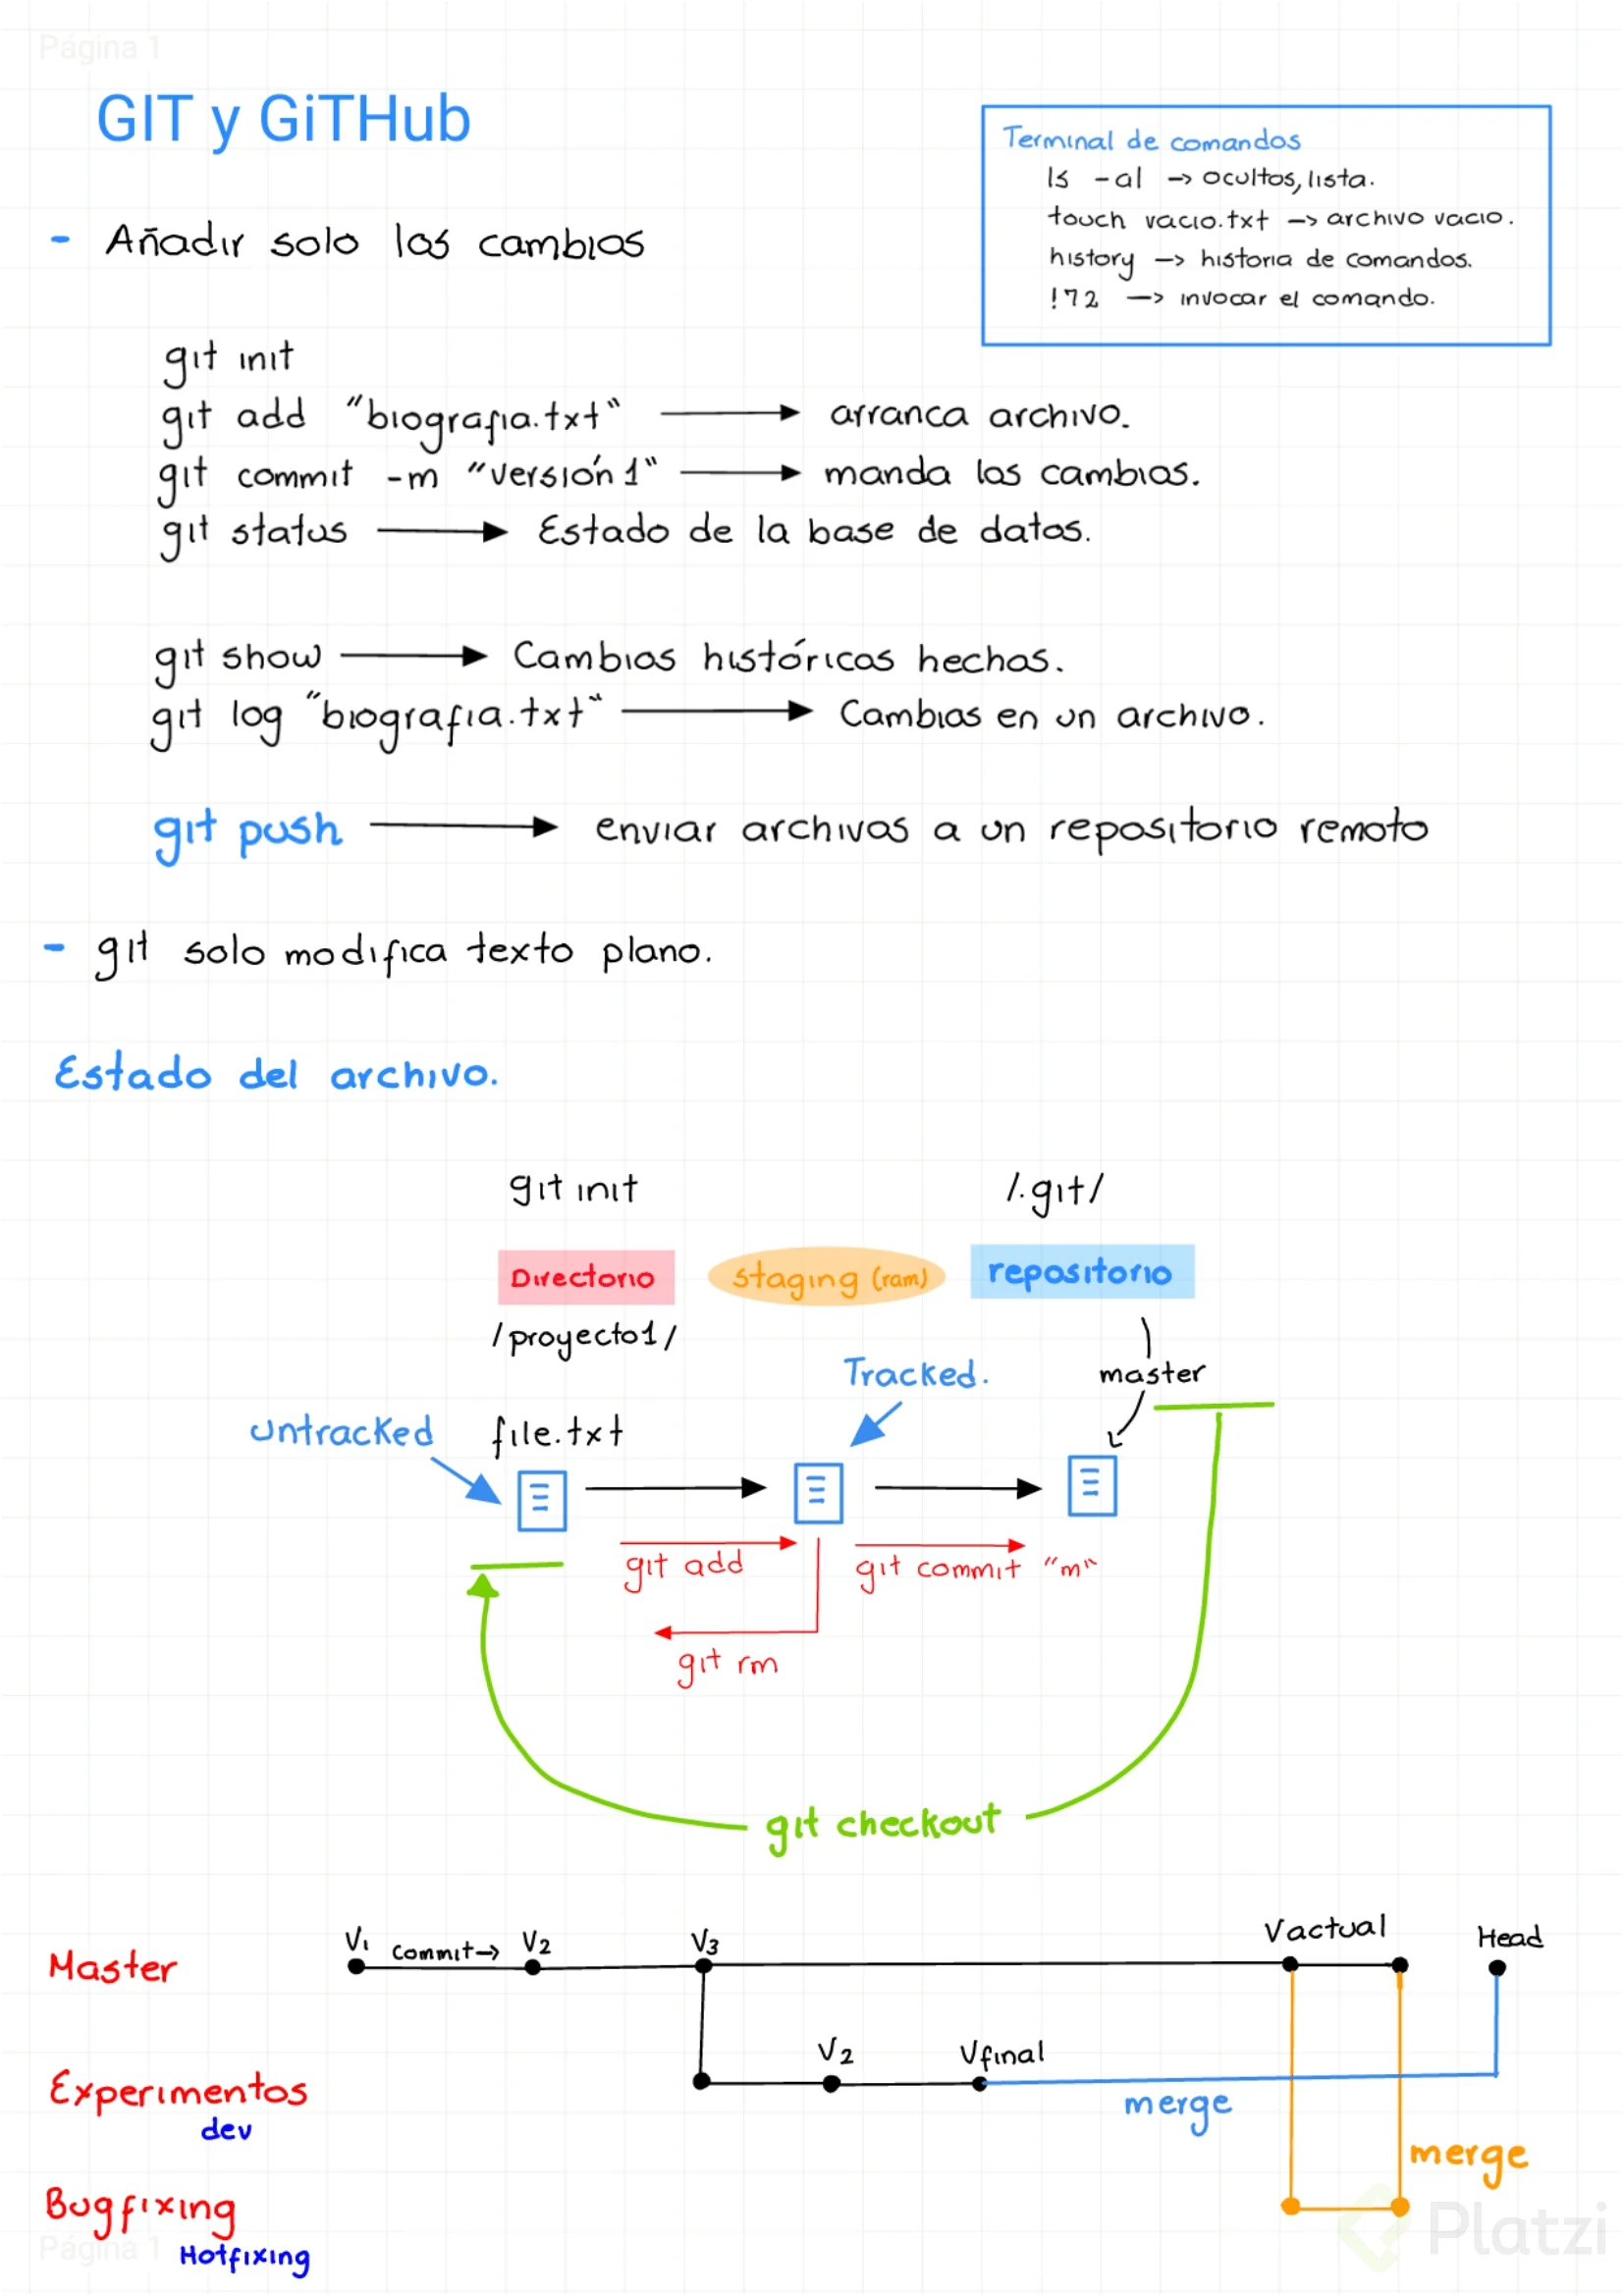 Página 1
GIT y GiTHub
Terminal de comandos
ls -al -> ocultos, lista.
touch vacio.txt -> archivo vacio.
history -> historia de comandos.
!72 -> invocar el comando.
- Añadir solo los cambios
git init
git add "biografia.txt" → arranca archivo.
git commit -m "versión 1" → manda los cambios.
git status → Estado de la base de datos.
git show → Cambios históricos hechos.
git log "biografia.txt" → Cambios en un archivo.
git push → enviar archivos a un repositorio remoto
- git solo modifica texto plano.
Estado del archivo.
git init
/.git/
Directorio
staging (ram)
repositorio
/proyecto1/
Tracked.
master
Untracked
file.txt
git add
git commit "m"
git rm
git checkout
Master
V1
Commit→
V2
V3
Vactual
Head
Experimentos
dev
V2
Vfinal
merge
merge
Bugfixing
Hotfixing
Página 1
Platzi